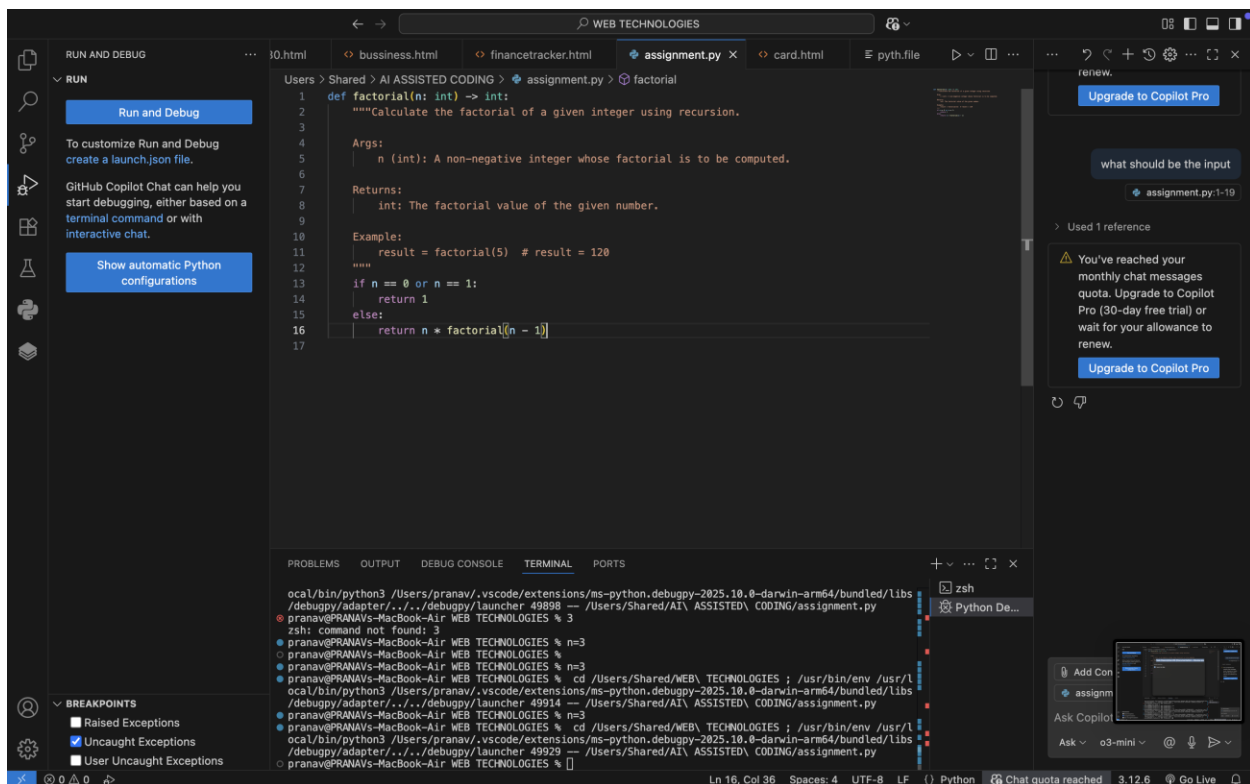 WEB TECHNOLOGIES
RUN AND DEBUG
RUN
Run and Debug
To customize Run and Debug
create a launch.json file.
GitHub Copilot Chat can help you
start debugging, either based on a
terminal command or with
interactive chat.
Show automatic Python
configurations
BREAKPOINTS
Raised Exceptions
Uncaught Exceptions
User Uncaught Exceptions
30.html
bussiness.html
financetracker.html
assignment.py
card.html
pyth.file
Users > Shared > AI ASSISTED CODING > assignment.py > factorial
1 def factorial(n: int) -> int:
2 """Calculate the factorial of a given integer using recursion.
3
4 Args:
5 n (int): A non-negative integer whose factorial is to be computed.
6
7 Returns:
8 int: The factorial value of the given number.
9
10 Example:
11 result = factorial(5)  # result = 120
12 """
13 if n == 0 or n == 1:
14 return 1
15 else:
16 return n * factorial(n - 1)
17
PROBLEMS OUTPUT DEBUG CONSOLE TERMINAL PORTS
ocal/bin/python3 /Users/pranav/.vscode/extensions/ms-python.debugpy-2025.10.0-darwin-arm64/bundled/libs
/debugpy/adapter/../../debugpy/launcher 49898 -- /Users/Shared/AI\ ASSISTED\ CODING/assignment.py
pranav@PRANAVs-MacBook-Air WEB TECHNOLOGIES % 3
zsh: command not found: 3
pranav@PRANAVs-MacBook-Air WEB TECHNOLOGIES % n=3
pranav@PRANAVs-MacBook-Air WEB TECHNOLOGIES %
pranav@PRANAVs-MacBook-Air WEB TECHNOLOGIES % n=3
pranav@PRANAVs-MacBook-Air WEB TECHNOLOGIES %  cd /Users/Shared/WEB\ TECHNOLOGIES ; /usr/bin/env /usr/l
ocal/bin/python3 /Users/pranav/.vscode/extensions/ms-python.debugpy-2025.10.0-darwin-arm64/bundled/libs
/debugpy/adapter/../../debugpy/launcher 49914 -- /Users/Shared/AI\ ASSISTED\ CODING/assignment.py
pranav@PRANAVs-MacBook-Air WEB TECHNOLOGIES % n=3
pranav@PRANAVs-MacBook-Air WEB TECHNOLOGIES %  cd /Users/Shared/WEB\ TECHNOLOGIES ; /usr/bin/env /usr/l
ocal/bin/python3 /Users/pranav/.vscode/extensions/ms-python.debugpy-2025.10.0-darwin-arm64/bundled/libs
/debugpy/adapter/../../debugpy/launcher 49929 -- /Users/Shared/AI\ ASSISTED\ CODING/assignment.py
pranav@PRANAVs-MacBook-Air WEB TECHNOLOGIES %
zsh
Python De...
renew.
Upgrade to Copilot Pro
what should be the input
assignment.py:1-19
Used 1 reference
You've reached your
monthly chat messages
quota. Upgrade to Copilot
Pro (30-day free trial) or
wait for your allowance to
renew.
Upgrade to Copilot Pro
Add Con
assignm
Ask Copilot
Ask o3-mini
0 0
Ln 16, Col 36 Spaces: 4 UTF-8 LF {} Python Chat quota reached 3.12.6 Go Live